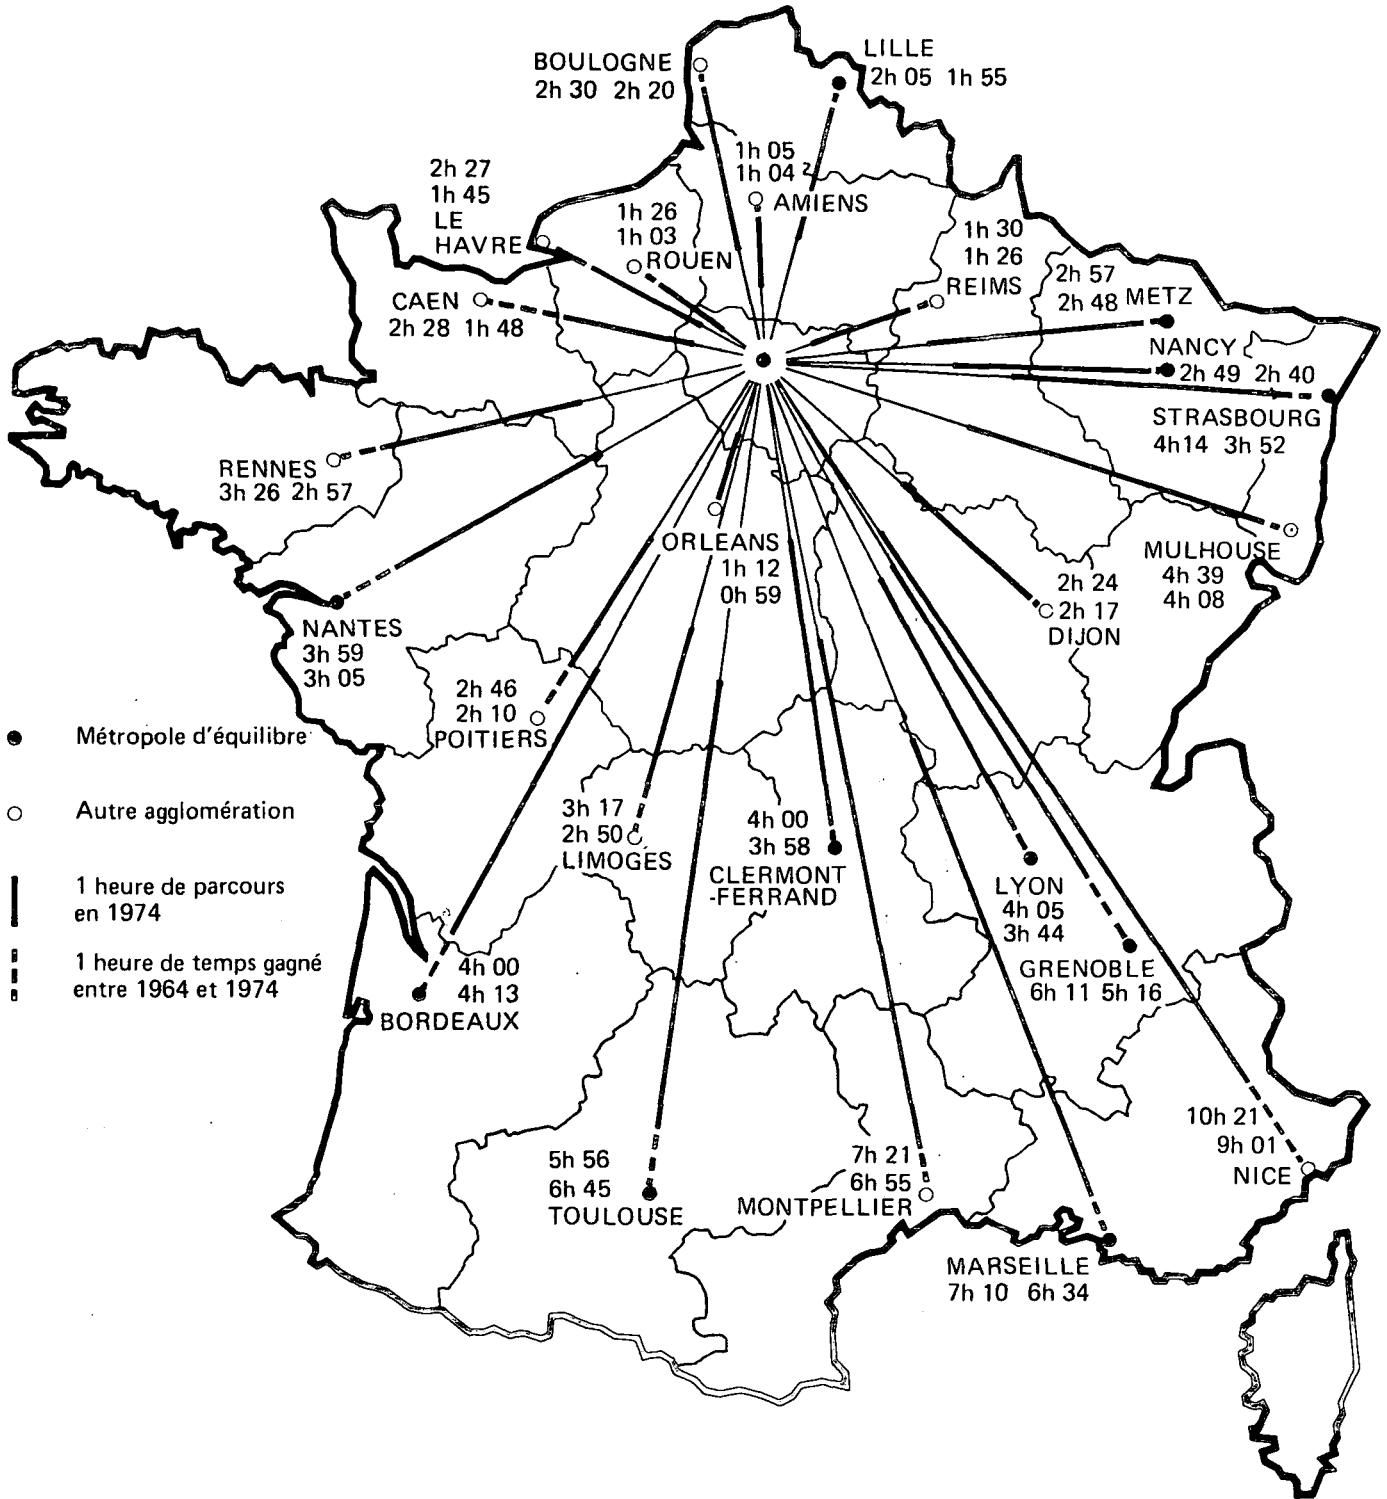 BOULOGNE
2h 30 2h 20
LILLE
2h 05 1h 55
1h 05
1h 04
AMIENS
2h 27
1h 45
LE
HAVRE
1h 26
1h 03
ROUEN
1h 30
1h 26
REIMS
2h 57
2h 48
METZ
CAEN
2h 28 1h 48
NANCY
2h 49 2h 40
STRASBOURG
4h14 3h 52
RENNES
3h 26 2h 57
ORLEANS
1h 12
0h 59
MULHOUSE
4h 39
4h 08
2h 24
2h 17
DIJON
NANTES
3h 59
3h 05
2h 46
2h 10
POITIERS
Métropole d'équilibre
Autre agglomération
1 heure de parcours
en 1974
1 heure de temps gagné
entre 1964 et 1974
3h 17
2h 50
LIMOGES
4h 00
3h 58
CLERMONT
-FERRAND
LYON
4h 05
3h 44
GRENOBLE
6h 11 5h 16
4h 00
4h 13
BORDEAUX
5h 56
6h 45
TOULOUSE
7h 21
6h 55
MONTPELLIER
10h 21
9h 01
NICE
MARSEILLE
7h 10 6h 34